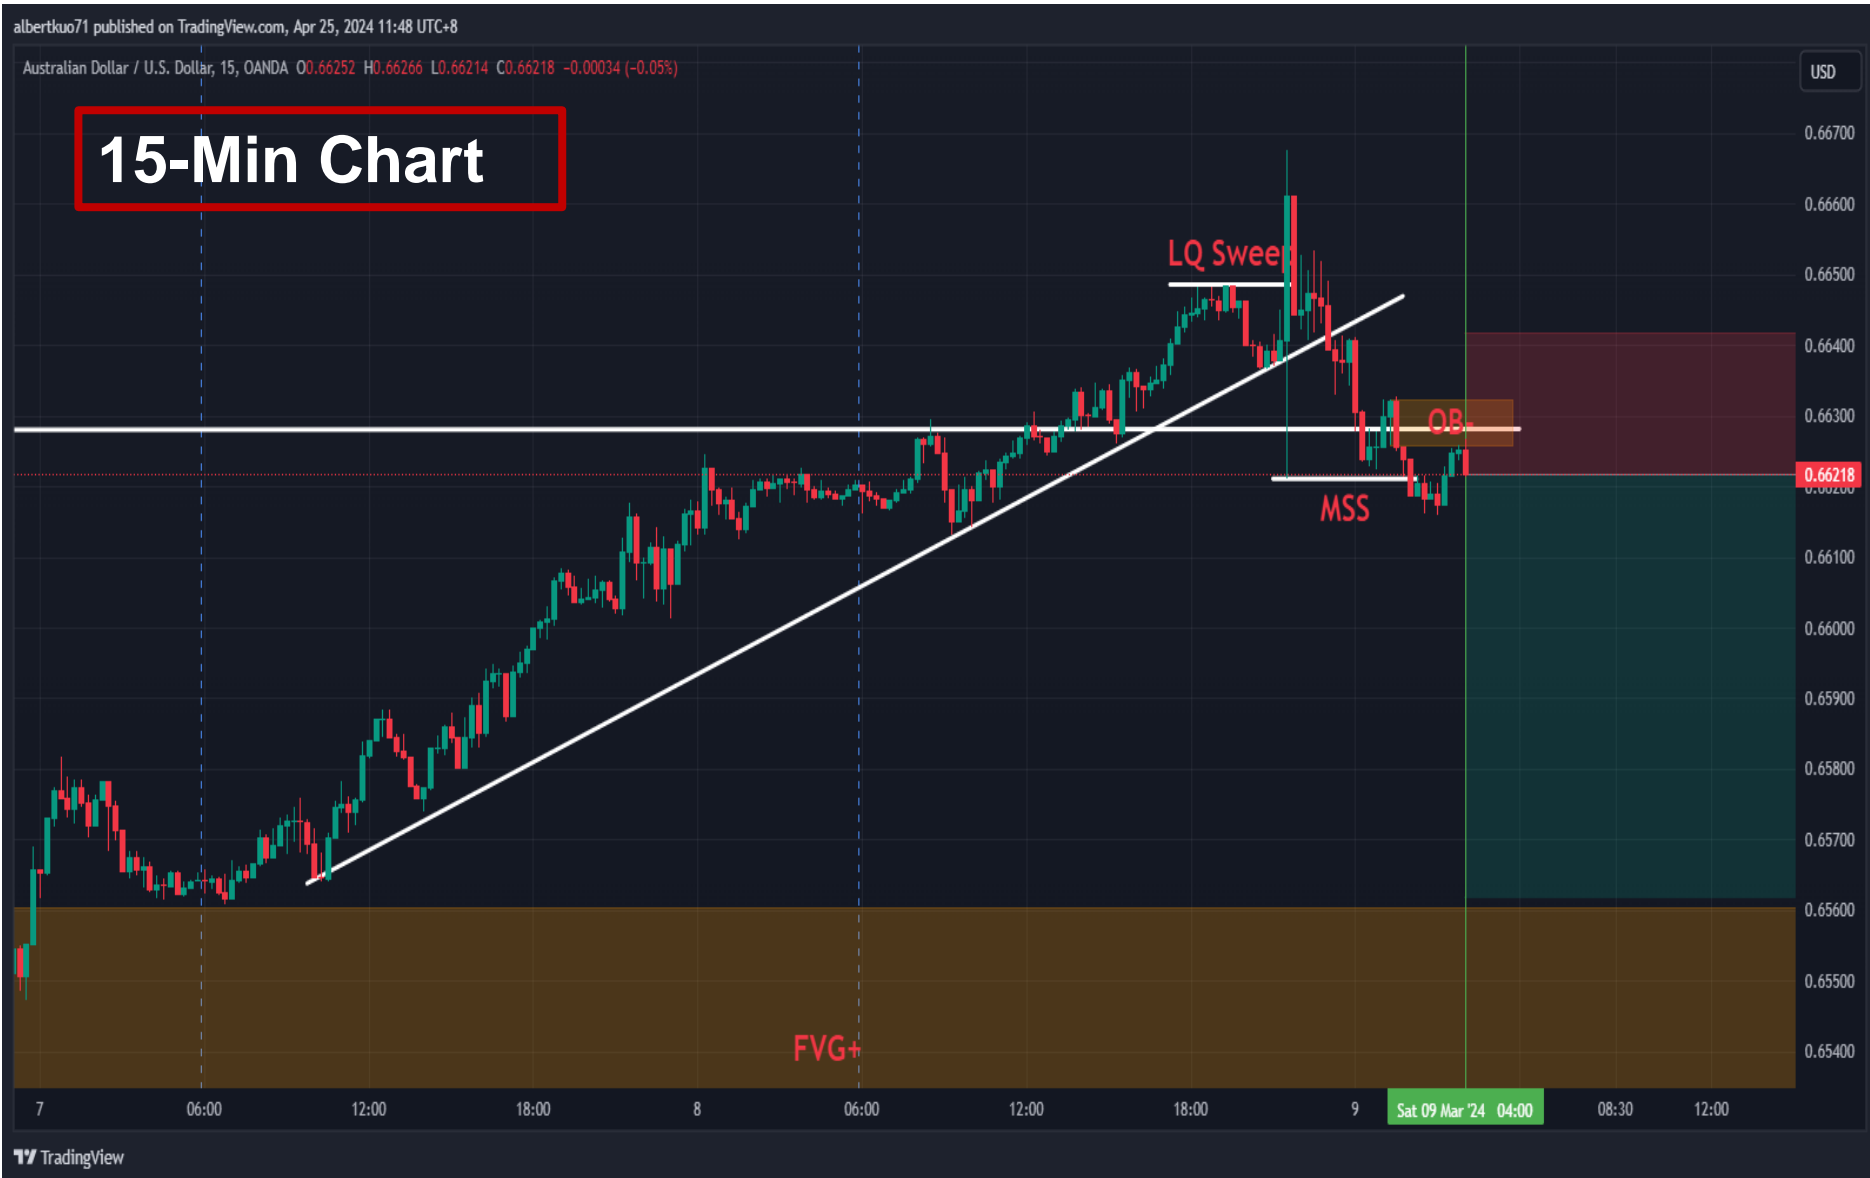 albertkuo71 published on TradingView.com, Apr 25, 2024 11:48 UTC+8
Australian Dollar / U.S. Dollar, 15, OANDA O0.66252 H0.66266 L0.66214 C0.66218 −0.00034 (−0.05%)
USD
15-Min Chart
0.66700
0.66600
LQ Sweep
0.66500
0.66400
0.66300
OB-
0.66218
0.66200
MSS
0.66100
0.66000
0.65900
0.65800
0.65700
0.65600
0.65500
FVG+
0.65400
7 06:00 12:00 18:00 8 06:00 12:00 18:00 9 Sat 09 Mar '24 04:00 08:30 12:00
TradingView